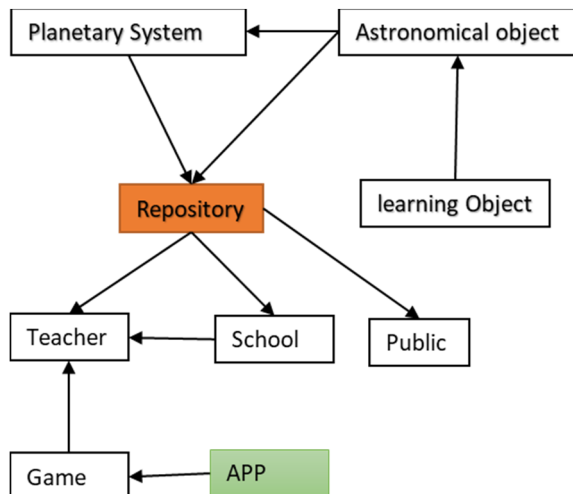 Planetary System
Astronomical object
Repository
learning Object
Teacher
School
Public
Game
APP